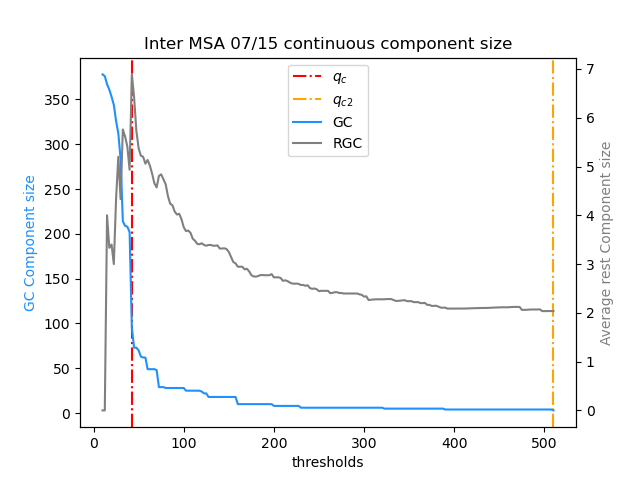 Inter MSA 07/15 continuous component size
q_c
q_c2
GC
RGC
GC Component size
350
300
250
200
150
100
50
0
7
6
5
4
3
2
1
0
Average rest Component size
0 100 200 300 400 500
thresholds